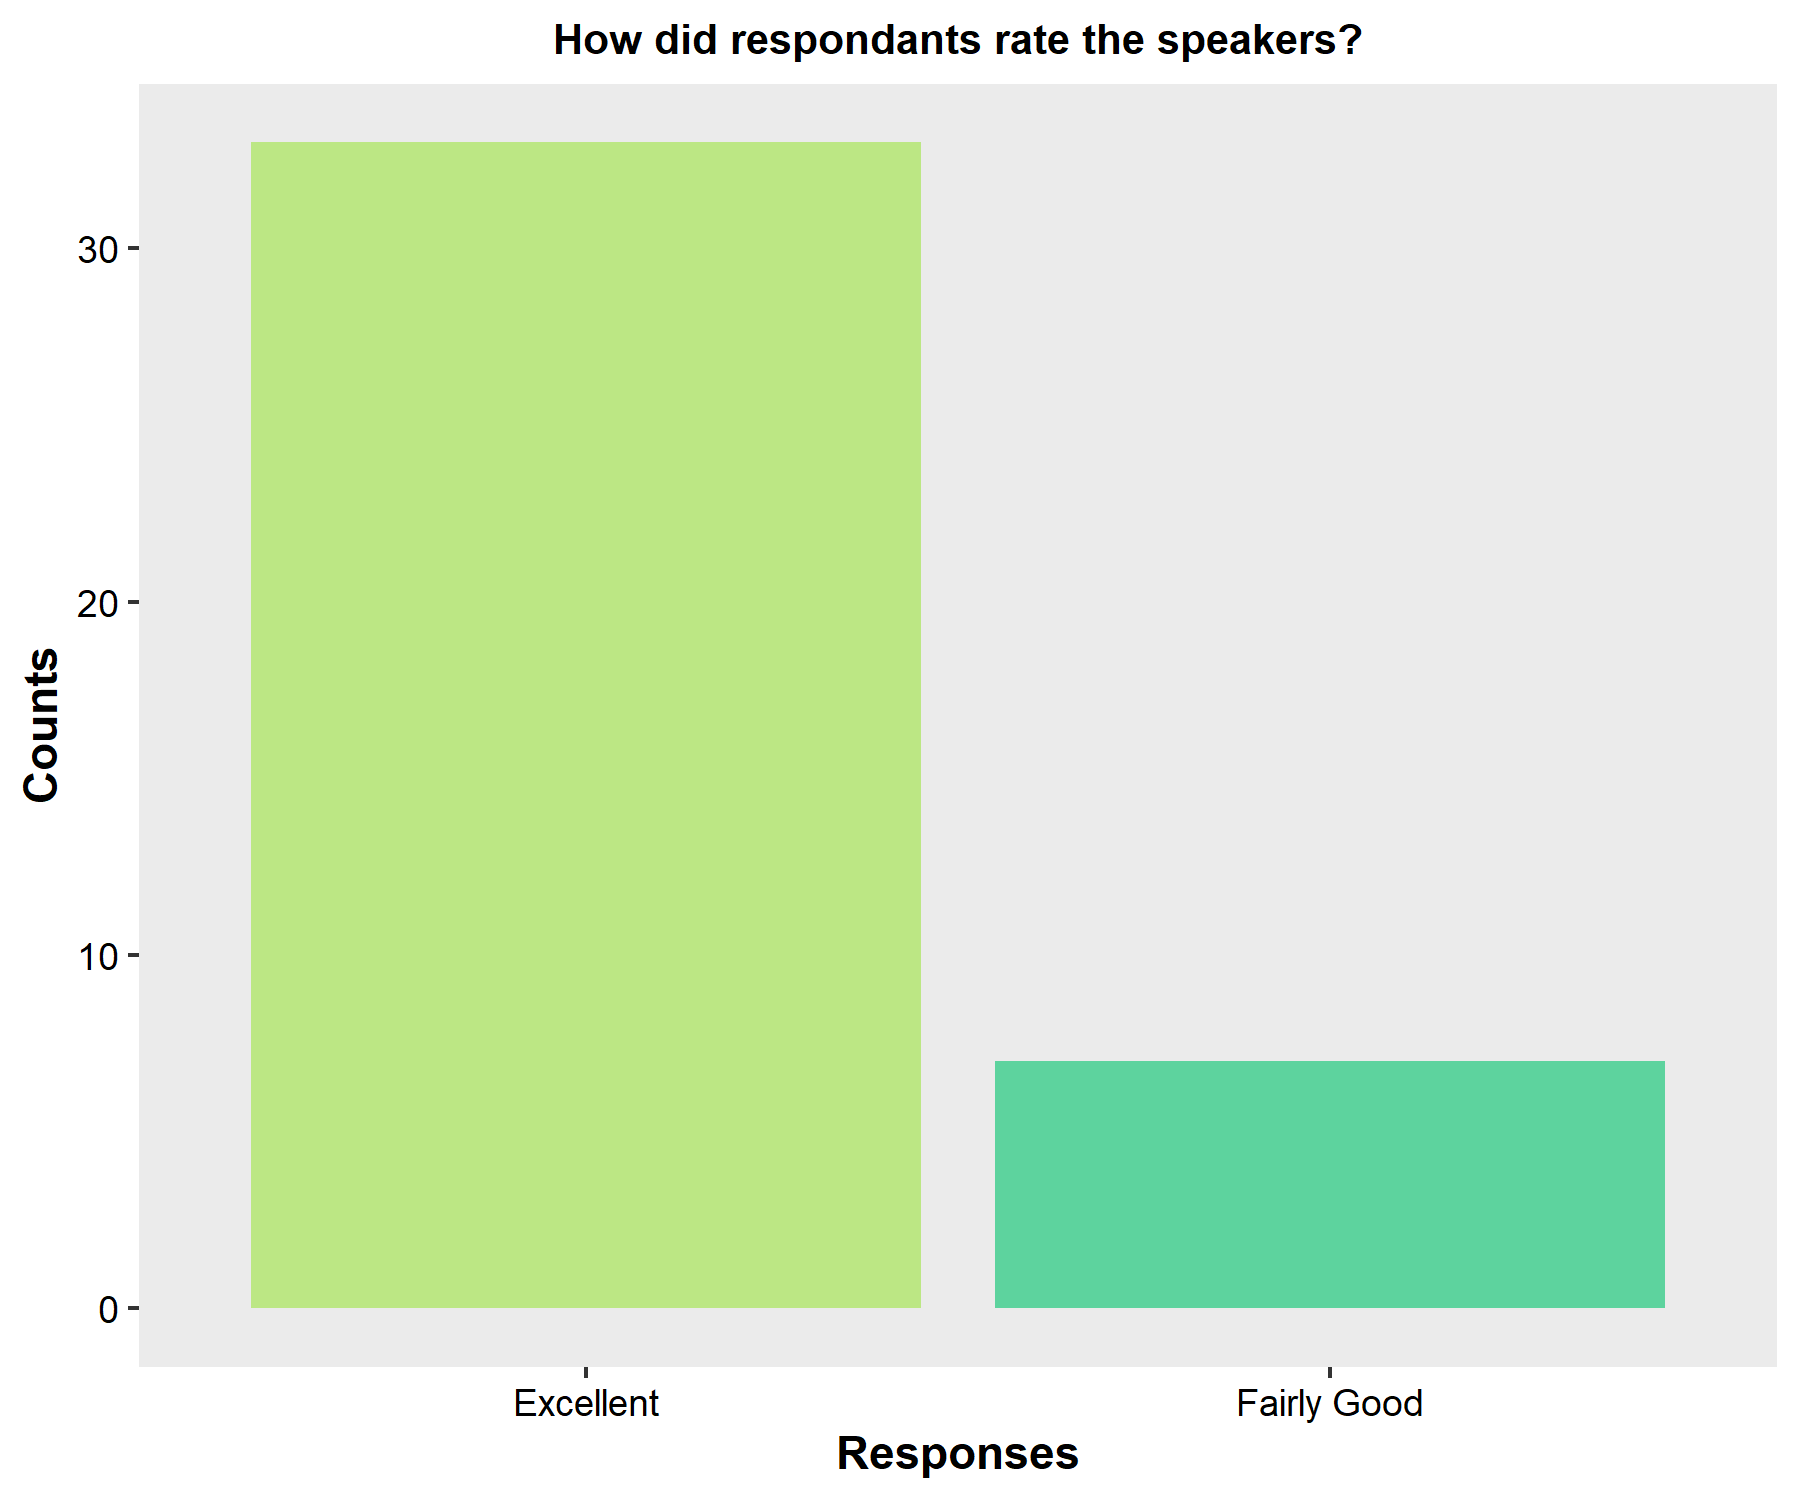 How did respondants rate the speakers?
Counts
30
20
10
0
Excellent
Fairly Good
Responses